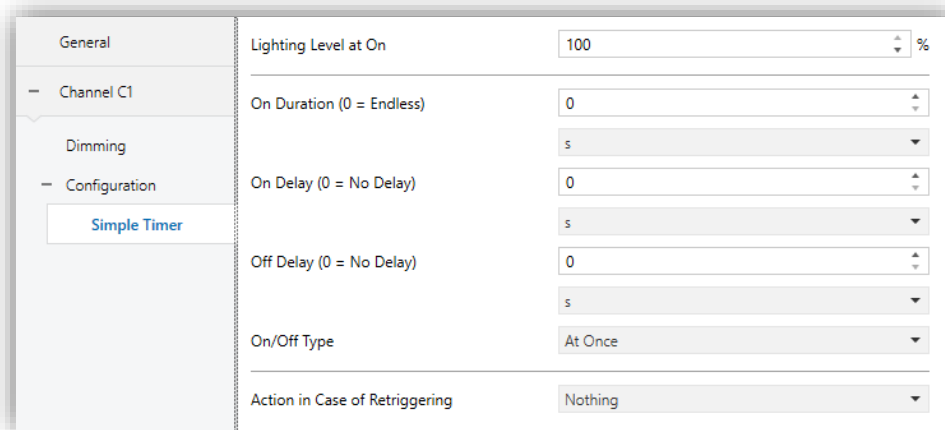 General
Channel C1
Dimming
Configuration
Simple Timer
Lighting Level at On
100
%
On Duration (0 = Endless)
0
s
On Delay (0 = No Delay)
0
s
Off Delay (0 = No Delay)
0
s
On/Off Type
At Once
Action in Case of Retriggering
Nothing